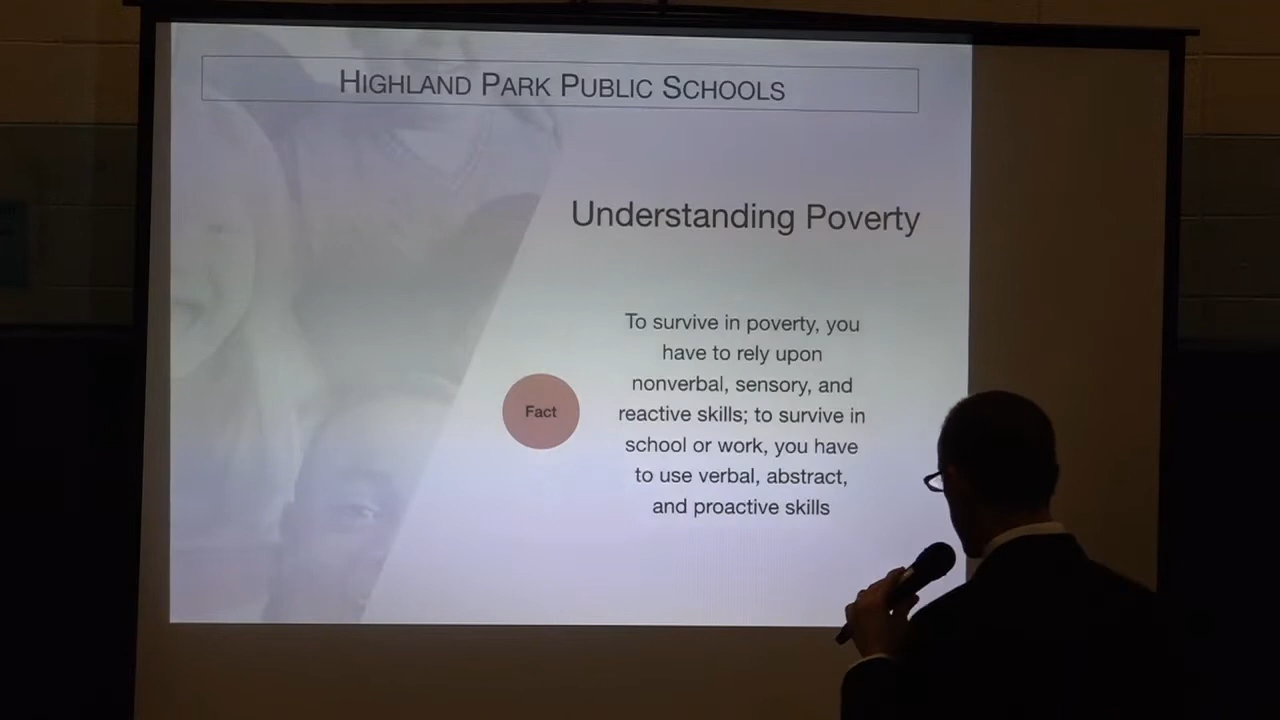 HIGHLAND PARK PUBLIC SCHOOLS
Understanding Poverty
Fact
To survive in poverty, you
have to rely upon
nonverbal, sensory, and
reactive skills; to survive in
school or work, you have
to use verbal, abstract,
and proactive skills